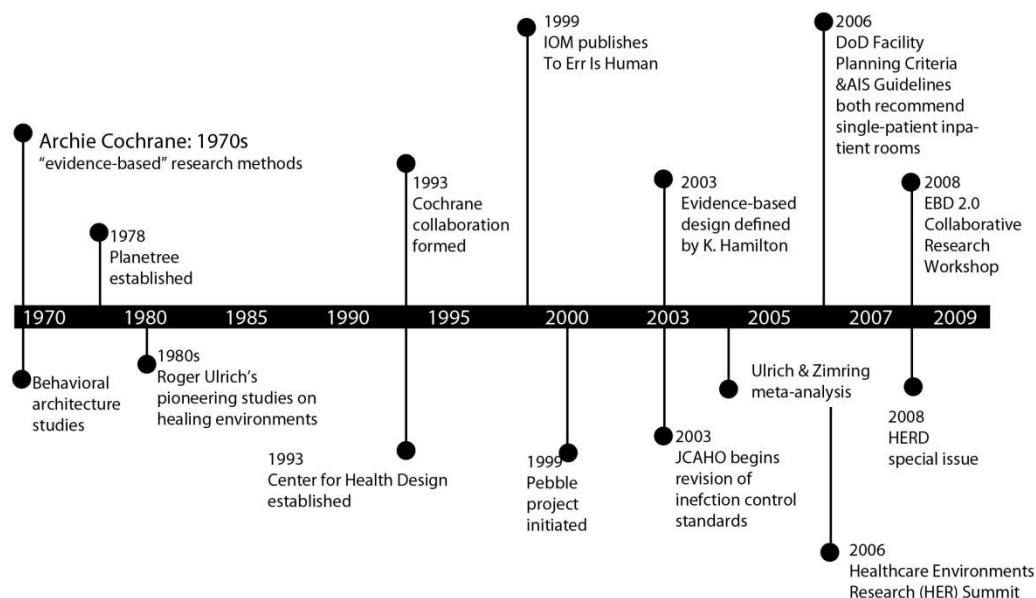 1999
IOM publishes
To Err Is Human
2006
DoD Facility
Planning Criteria
&AIS Guidelines
both recommend
single-patient inpa-
tient rooms
Archie Cochrane: 1970s
“evidence-based” research methods
1993
Cochrane
collaboration
formed
2003
Evidence-based
design defined
by K. Hamilton
2008
EBD 2.0
Collaborative
Research
Workshop
1978
Planetree
established
1970 1980 1985 1990 1995 2000 2003 2005 2007 2009
Behavioral
architecture
studies
1980s
Roger Ulrich’s
pioneering studies on
healing environments
Ulrich & Zimring
meta-analysis
1993
Center for Health Design
established
1999
Pebble
project
initiated
2003
JCAHO begins
revision of
inefction control
standards
2008
HERD
special issue
2006
Healthcare Environments
Research (HER) Summit